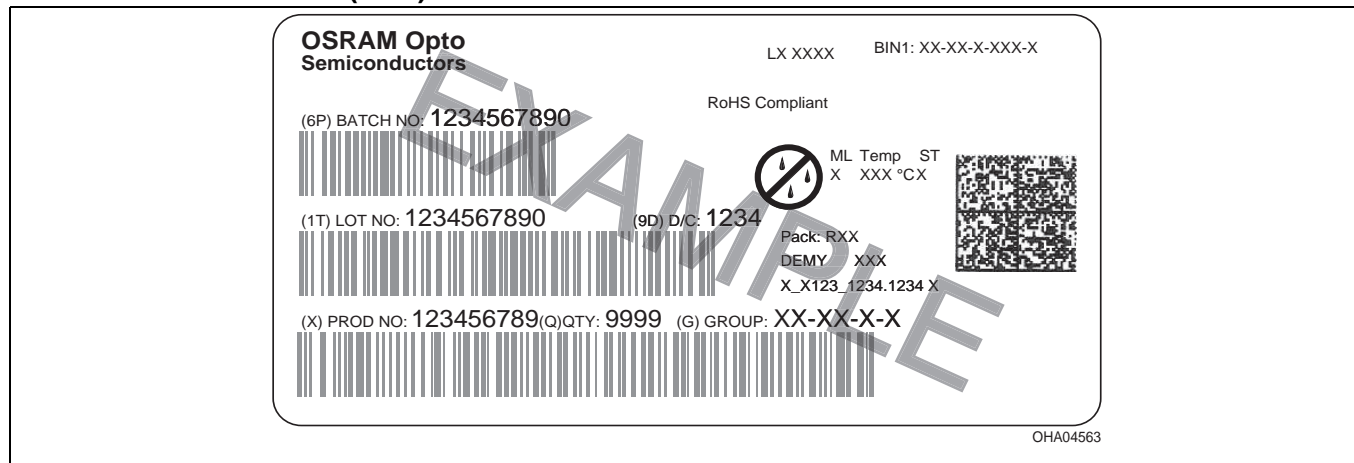 OSRAM Opto
Semiconductors
LX XXXX
BIN1: XX-XX-X-XXX-X
RoHS Compliant
(6P) BATCH NO: 1234567890
ML Temp ST
X XXX °C X
(1T) LOT NO: 1234567890 (9D) D/C: 1234
Pack: RXX
DEMY XXX
X_X123_1234.1234 X
(X) PROD NO: 123456789(Q)QTY: 9999 (G) GROUP: XX-XX-X-X
EXAMPLE
OHA04563